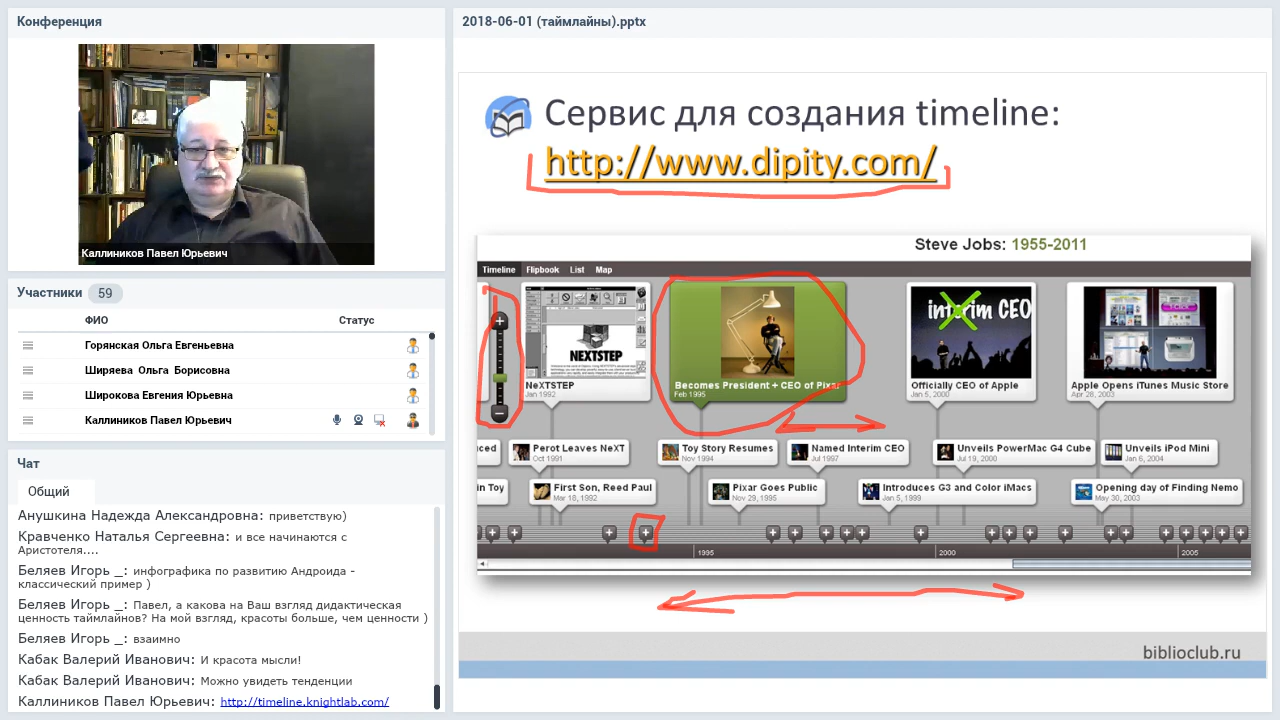 Конференция
Каллиников Павел Юрьевич
Участники 59
ФИО Статус
Горянская Ольга Евгеньевна
Ширяева Ольга Борисовна
Широкова Евгения Юрьевна
Каллиников Павел Юрьевич
Чат
Общий
Анушкина Надежда Александровна: приветствую)
Кравченко Наталья Сергеевна: и все начинаются с
Аристотеля....
Беляев Игорь _: инфографика по развитию Андроида -
классический пример )
Беляев Игорь _: Павел, а какова на Ваш взгляд дидактическая
ценность таймлайнов? На мой взгляд, красоты больше, чем ценности )
Беляев Игорь _: взаимно
Кабак Валерий Иванович: И красота мысли!
Кабак Валерий Иванович: Можно увидеть тенденции
Каллиников Павел Юрьевич: http://timeline.knightlab.com/
2018-06-01 (таймлайны).pptx
Сервис для создания timeline:
http://www.dipity.com/
Steve Jobs: 1955-2011
Timeline Flipbook List Map
NEXTSTEP
interim CEO
NeXTSTEP
Jan 1992
Becomes President + CEO of Pixar
Feb 1995
Officially CEO of Apple
Jan 5, 2000
Apple Opens iTunes Music Store
Apr 28, 2003
Perot Leaves NeXT
Oct 1991
Toy Story Resumes
Nov 1994
Named Interim CEO
Jul 1997
Unveils PowerMac G4 Cube
Jul 19, 2000
Unveils iPod Mini
Jan 6, 2004
in Toy
First Son, Reed Paul
Mar 18, 1992
Pixar Goes Public
Nov 29, 1995
Introduces G3 and Color iMacs
Jan 5, 1999
Opening day of Finding Nemo
May 30, 2003
1995 2000 2005
biblioclub.ru